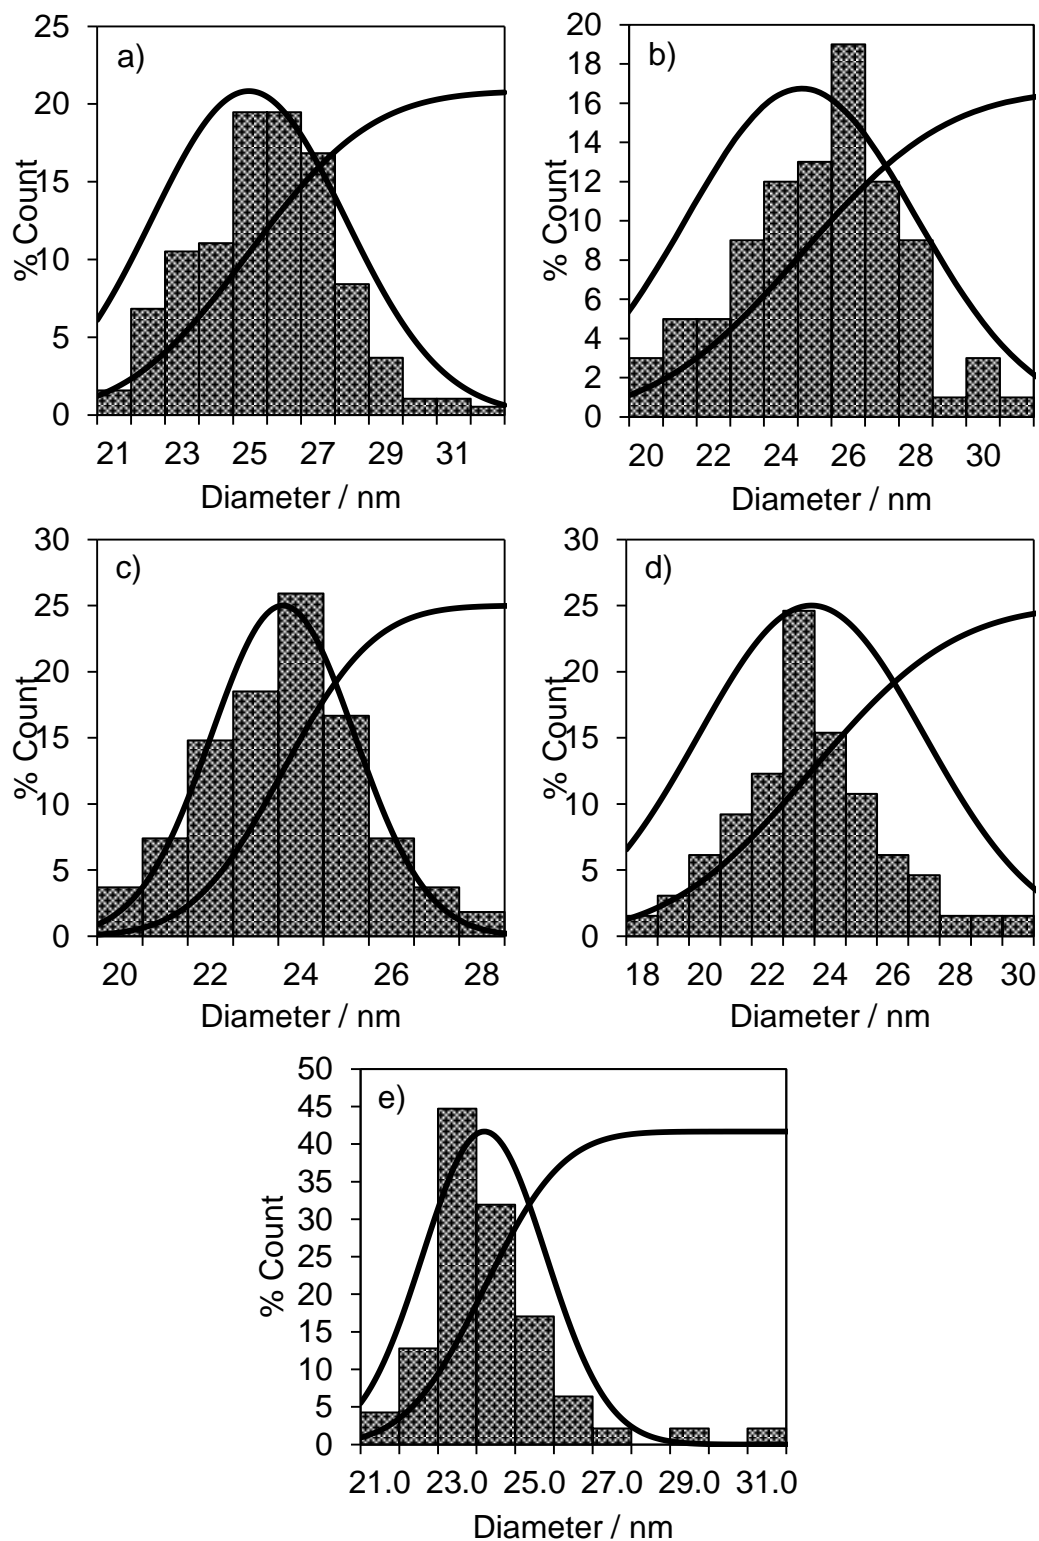 a)
25
20
15
10
5
0
% Count
21 23 25 27 29 31
Diameter / nm
b)
20
18
16
14
12
10
8
6
4
2
0
% Count
20 22 24 26 28 30
Diameter / nm
c)
30
25
20
15
10
5
0
% Count
20 22 24 26 28
Diameter / nm
d)
30
25
20
15
10
5
0
% Count
18 20 22 24 26 28 30
Diameter / nm
e)
50
45
40
35
30
25
20
15
10
5
0
% Count
21.0 23.0 25.0 27.0 29.0 31.0
Diameter / nm